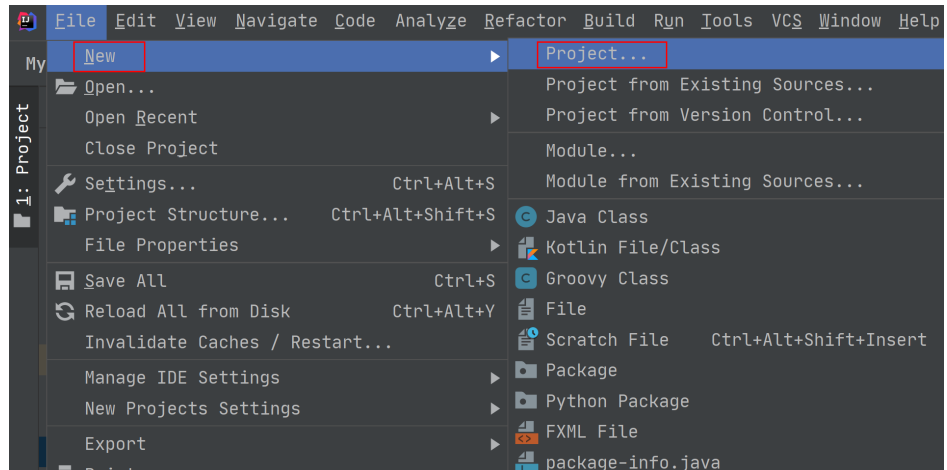 File Edit View Navigate Code Analyze Refactor Build Run Tools VCS Window Help
My
1: Project
New
Open...
Open Recent
Close Project
Settings... Ctrl+Alt+S
Project Structure... Ctrl+Alt+Shift+S
File Properties
Save All Ctrl+S
Reload All from Disk Ctrl+Alt+Y
Invalidate Caches / Restart...
Manage IDE Settings
New Projects Settings
Export
Project...
Project from Existing Sources...
Project from Version Control...
Module...
Module from Existing Sources...
Java Class
Kotlin File/Class
Groovy Class
File
Scratch File Ctrl+Alt+Shift+Insert
Package
Python Package
FXML File
package-info.java